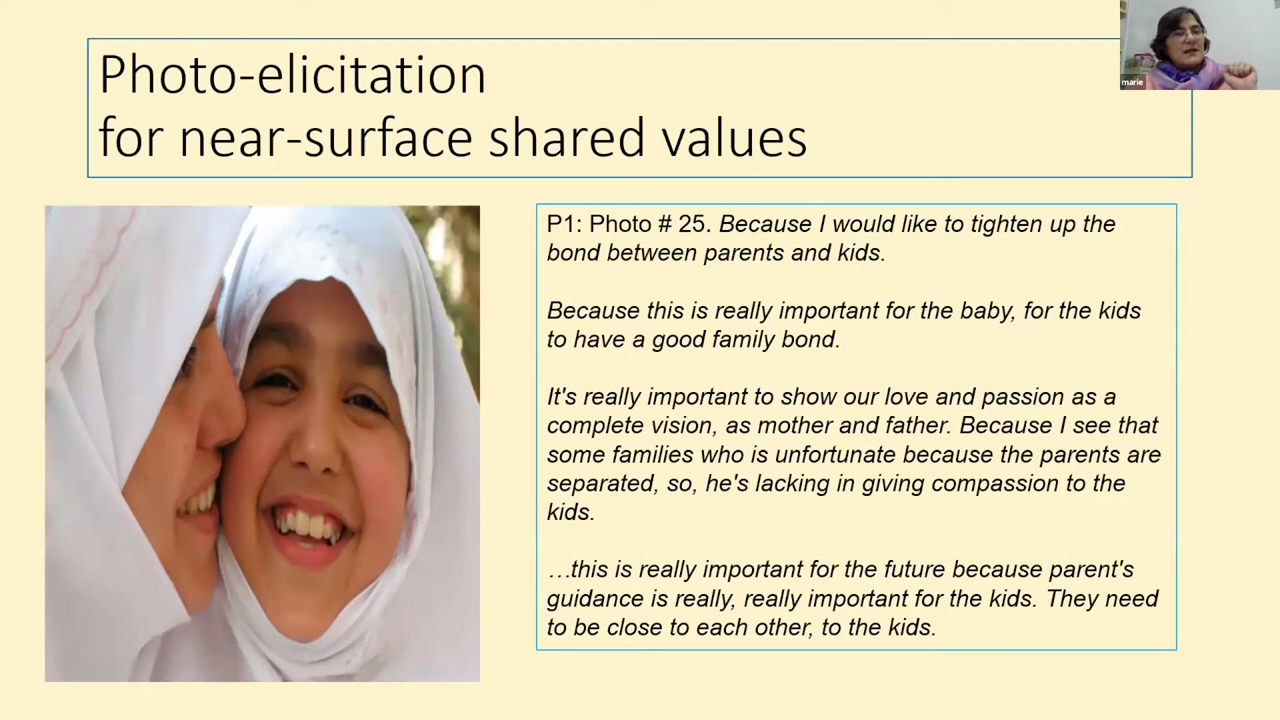 Photo-elicitation
for near-surface shared values
marie
P1: Photo # 25. Because I would like to tighten up the
bond between parents and kids.
Because this is really important for the baby, for the kids
to have a good family bond.
It's really important to show our love and passion as a
complete vision, as mother and father. Because I see that
some families who is unfortunate because the parents are
separated, so, he's lacking in giving compassion to the
kids.
…this is really important for the future because parent's
guidance is really, really important for the kids. They need
to be close to each other, to the kids.